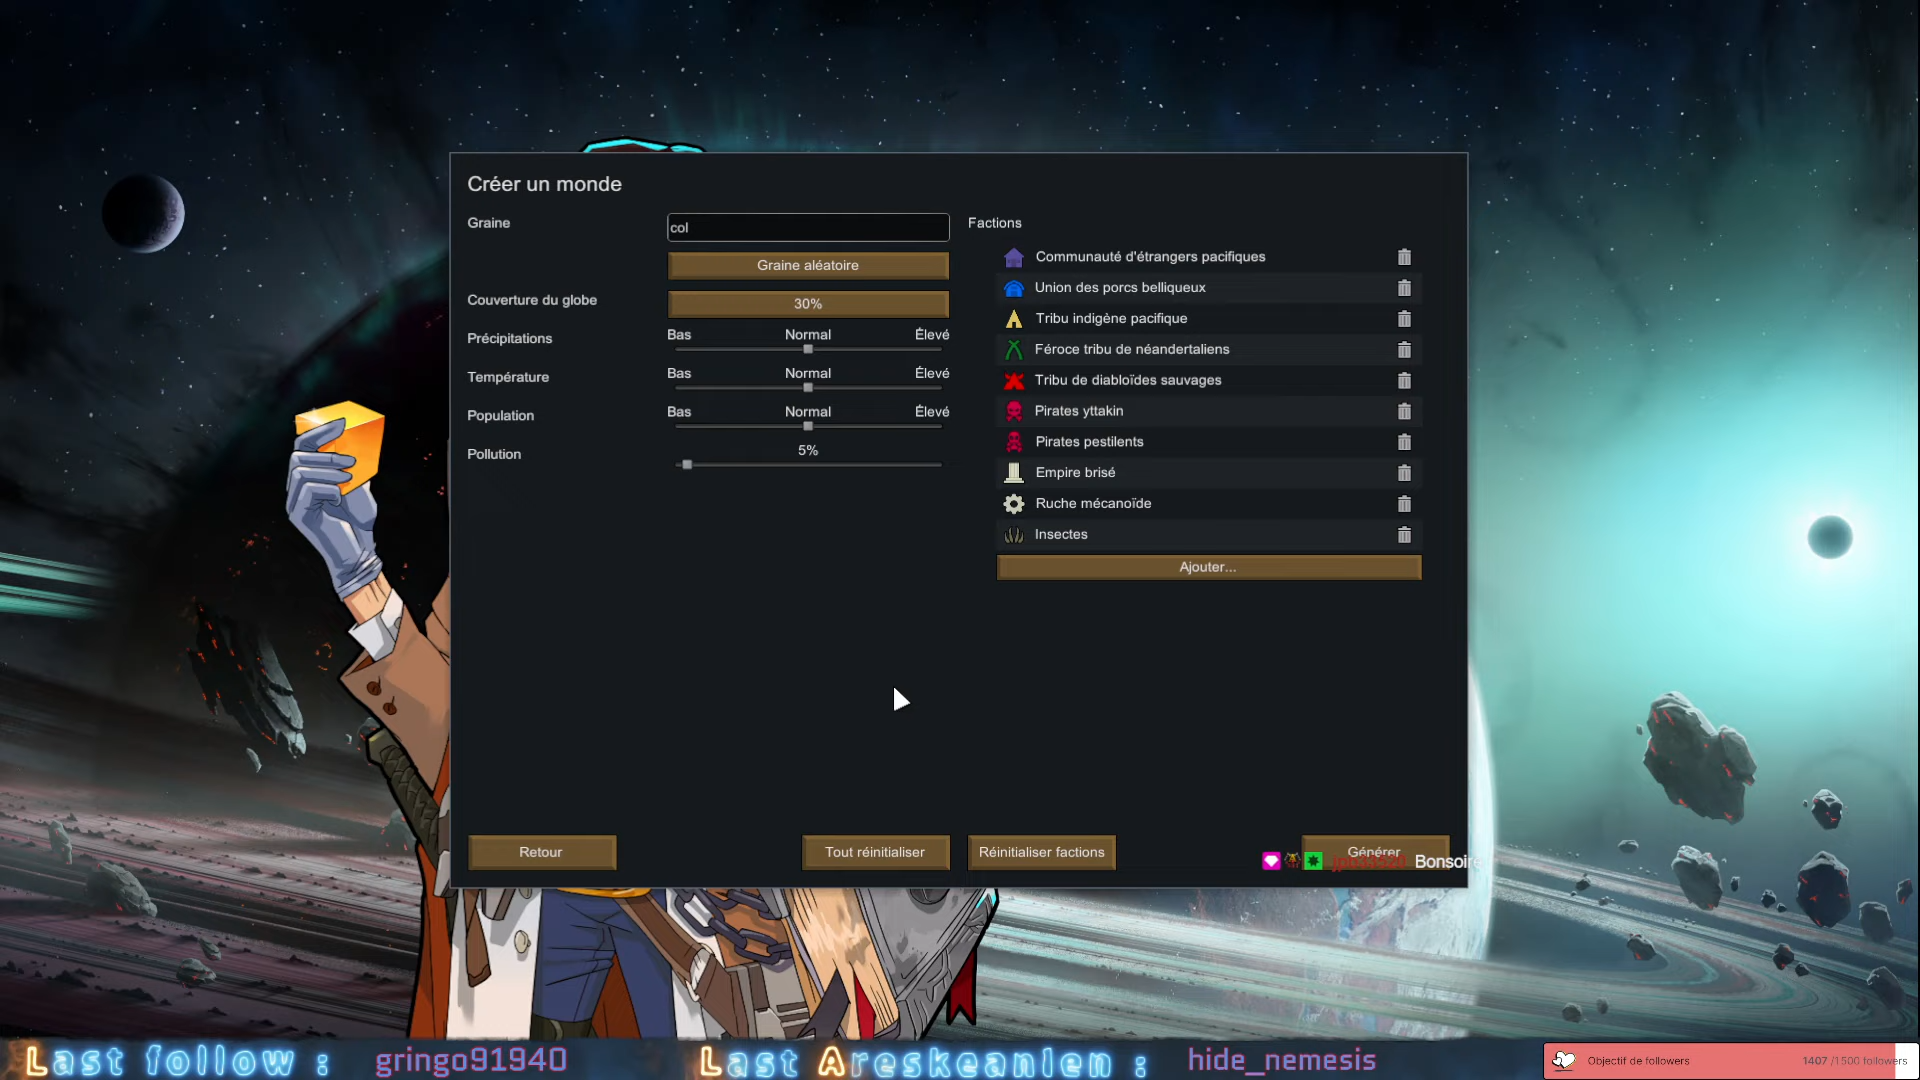 Créer un monde
Graine
col
Graine aléatoire
Couverture du globe
30%
Précipitations
Bas Normal Élevé
Température
Bas Normal Élevé
Population
Bas Normal Élevé
Pollution
5%
Factions
Communauté d'étrangers pacifiques
Union des porcs belliqueux
Tribu indigène pacifique
Féroce tribu de néandertaliens
Tribu de diabloïdes sauvages
Pirates yttakin
Pirates pestilents
Empire brisé
Ruche mécanoïde
Insectes
Ajouter...
Retour
Tout réinitialiser
Réinitialiser factions
Générer
Bonsoire
Last follow : gringo91940
Last Areskeanien : hide_nemesis
Objectif de followers 1407 /1500 followers